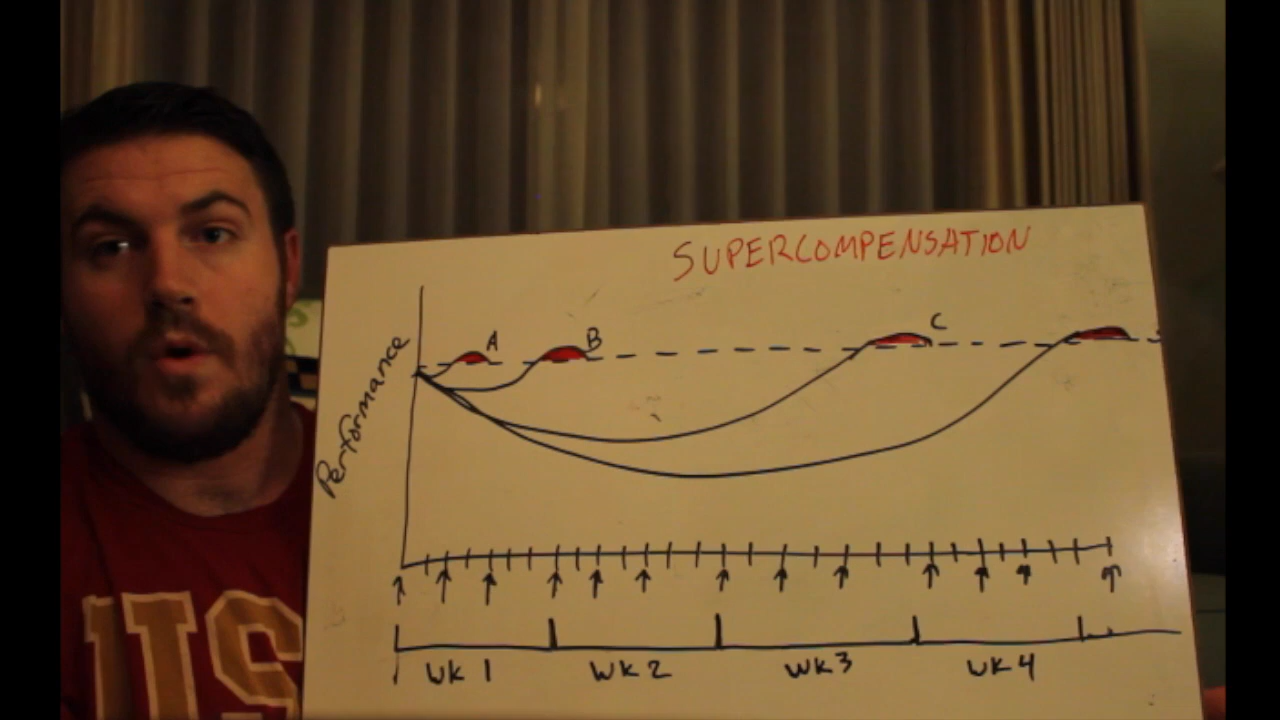 SUPERCOMPENSATION
Performance
A
B
C
WK 1
WK 2
WK 3
WK 4
US